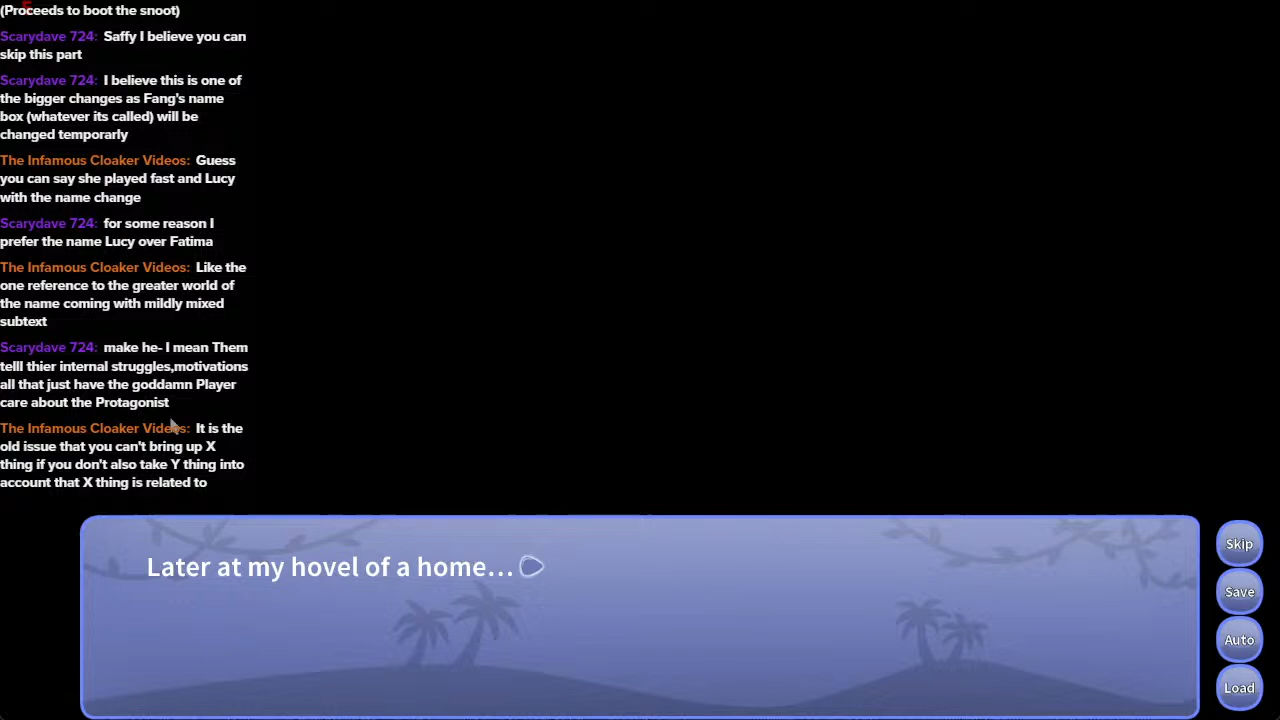 (Proceeds to boot the snoot)
Scarydave 724: Saffy I believe you can
skip this part
Scarydave 724: I believe this is one of
the bigger changes as Fang's name
box (whatever its called) will be
changed temporarly
The Infamous Cloaker Videos: Guess
you can say she played fast and Lucy
with the name change
Scarydave 724: for some reason I
prefer the name Lucy over Fatima
The Infamous Cloaker Videos: Like the
one reference to the greater world of
the name coming with mildly mixed
subtext
Scarydave 724: make he- I mean Them
telll thier internal struggles,motivations
all that just have the goddamn Player
care about the Protagonist
The Infamous Cloaker Videos: It is the
old issue that you can't bring up X
thing if you don't also take Y thing into
account that X thing is related to
Later at my hovel of a home...
Skip
Save
Auto
Load